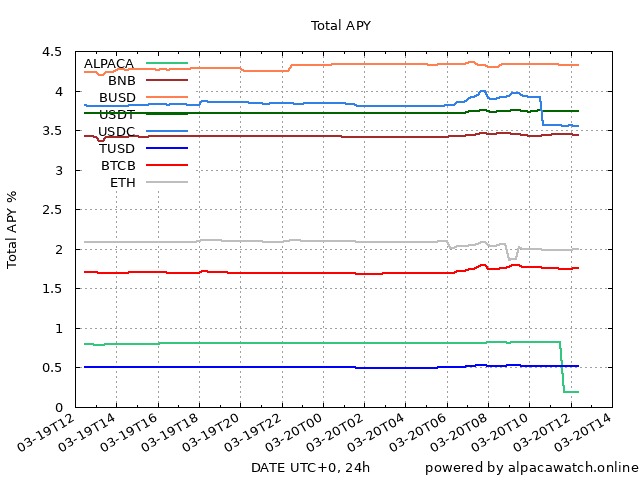 Total APY
4.5
4
3.5
3
2.5
2
1.5
1
0.5
0
Total APY %
ALPACA
BNB
BUSD
USDT
USDC
TUSD
BTCB
ETH
03-19T12
03-19T14
03-19T16
03-19T18
03-19T20
03-19T22
03-20T00
03-20T02
03-20T04
03-20T06
03-20T08
03-20T10
03-20T12
03-20T14
DATE UTC+0, 24h
powered by alpacawatch.online